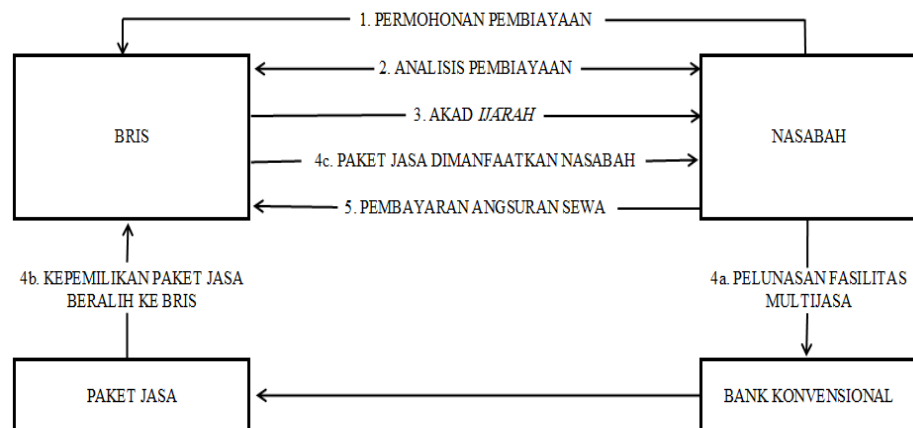 1. PERMOHONAN PEMBIAYAAN
2. ANALISIS PEMBIAYAAN
3. AKAD IJARAH
BRIS
NASABAH
4c. PAKET JASA DIMANFAATKAN NASABAH
5. PEMBAYARAN ANGSURAN SEWA
4b. KEPEMILIKAN PAKET JASA
BERALIH KE BRIS
4a. PELUNASAN FASILITAS
MULTIJASA
PAKET JASA
BANK KONVENSIONAL